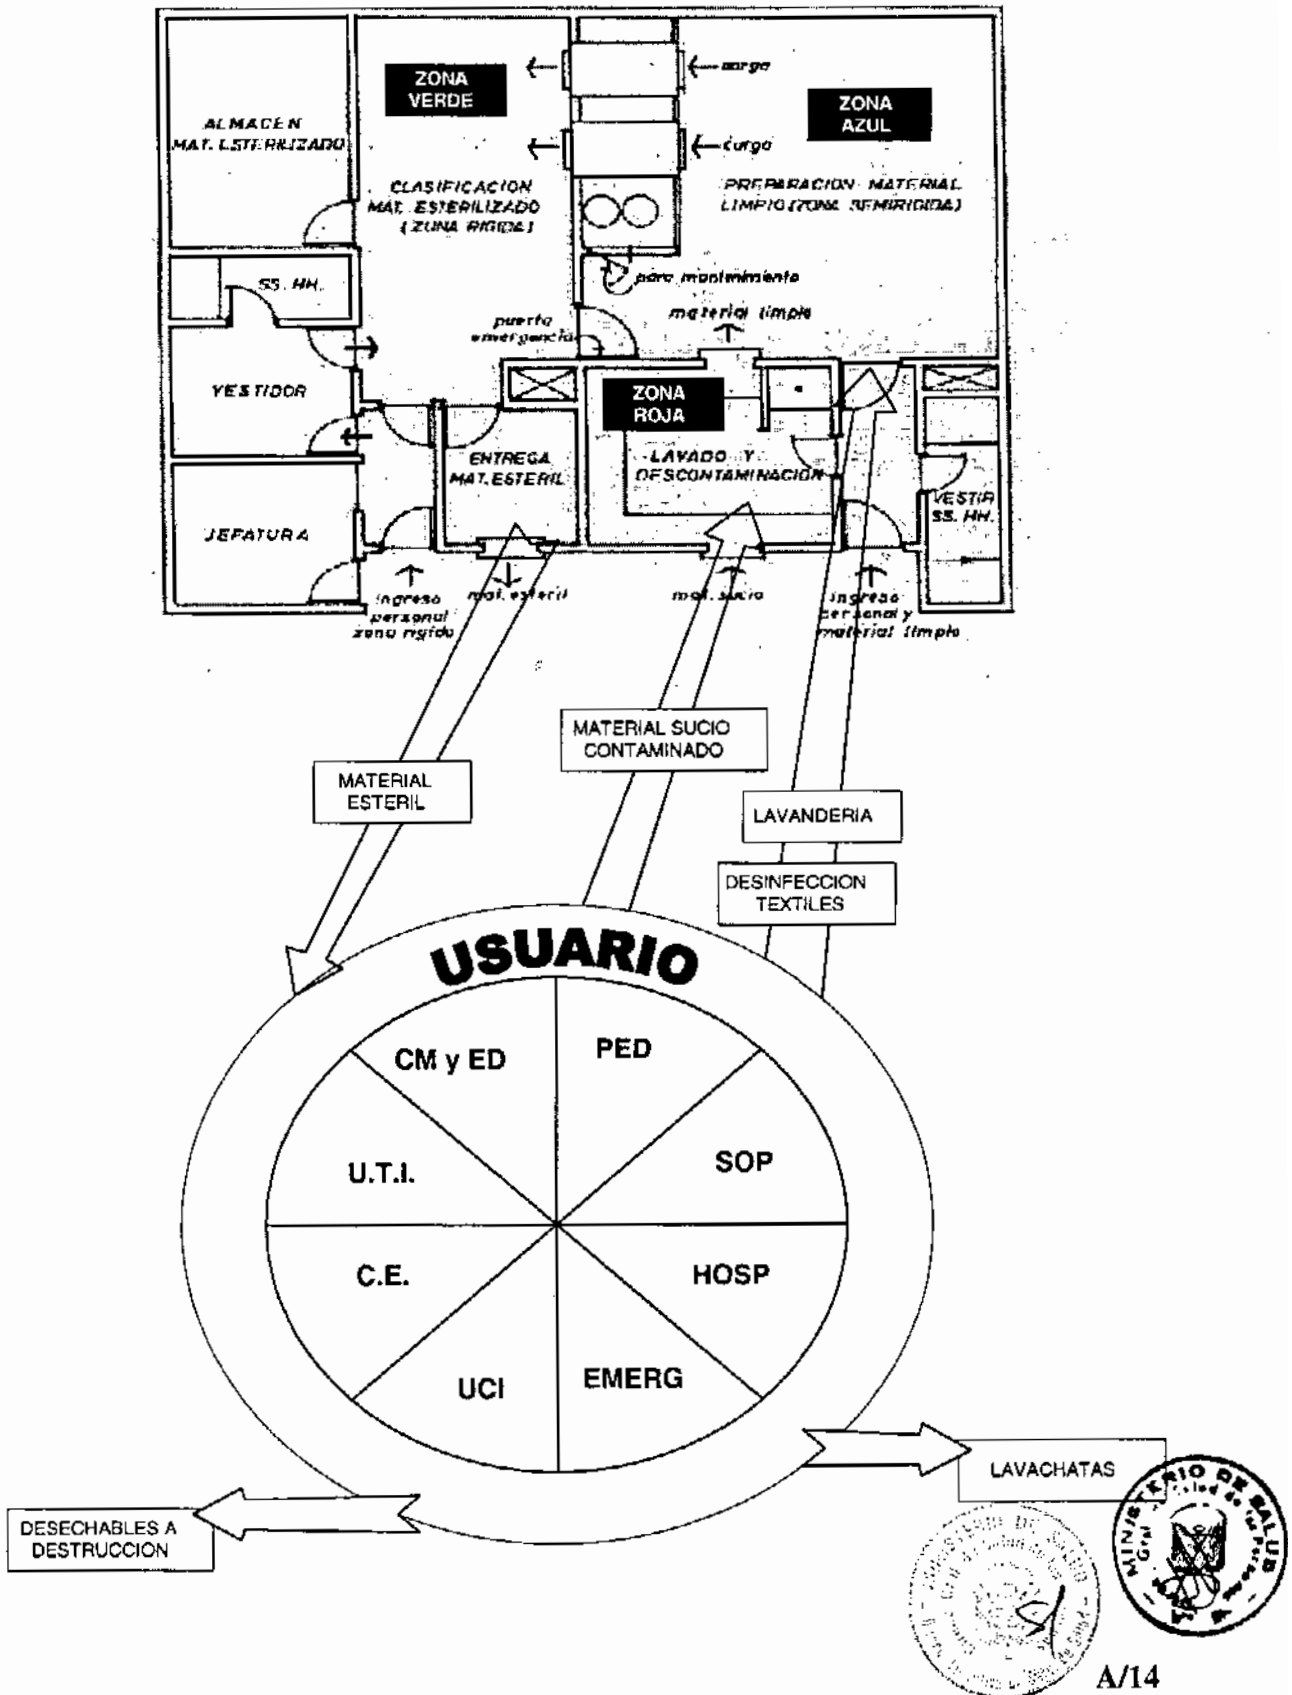 ZONA
VERDE
ZONA
AZUL
carga
carga
ALMACEN
MAT. ESTERILIZADO
CLASIFICACION
MAT. ESTERILIZADO
(ZONA RIGIDA)
PREPARACION MATERIAL
LIMPIO (ZONA SEMIRIGIDA)
SS. HH.
para mantenimiento
material limpio
puerta
emergencia
VESTIDOR
ZONA
ROJA
ENTREGA
MAT. ESTERIL
LAVADO Y
DESCONTAMINACION
VESTIR
SS. HH.
JEFATURA
ingreso
personal
zona rigida
mat. esteril
mat. sucio
ingreso
personal y
material limpio
MATERIAL SUCIO
CONTAMINADO
MATERIAL
ESTERIL
LAVANDERIA
DESINFECCION
TEXTILES
USUARIO
CM y ED
PED
U.T.I.
SOP
C.E.
HOSP
UCI
EMERG
LAVACHATAS
DESECHABLES A
DESTRUCCION
MINISTERIO DE SALUD
A/14